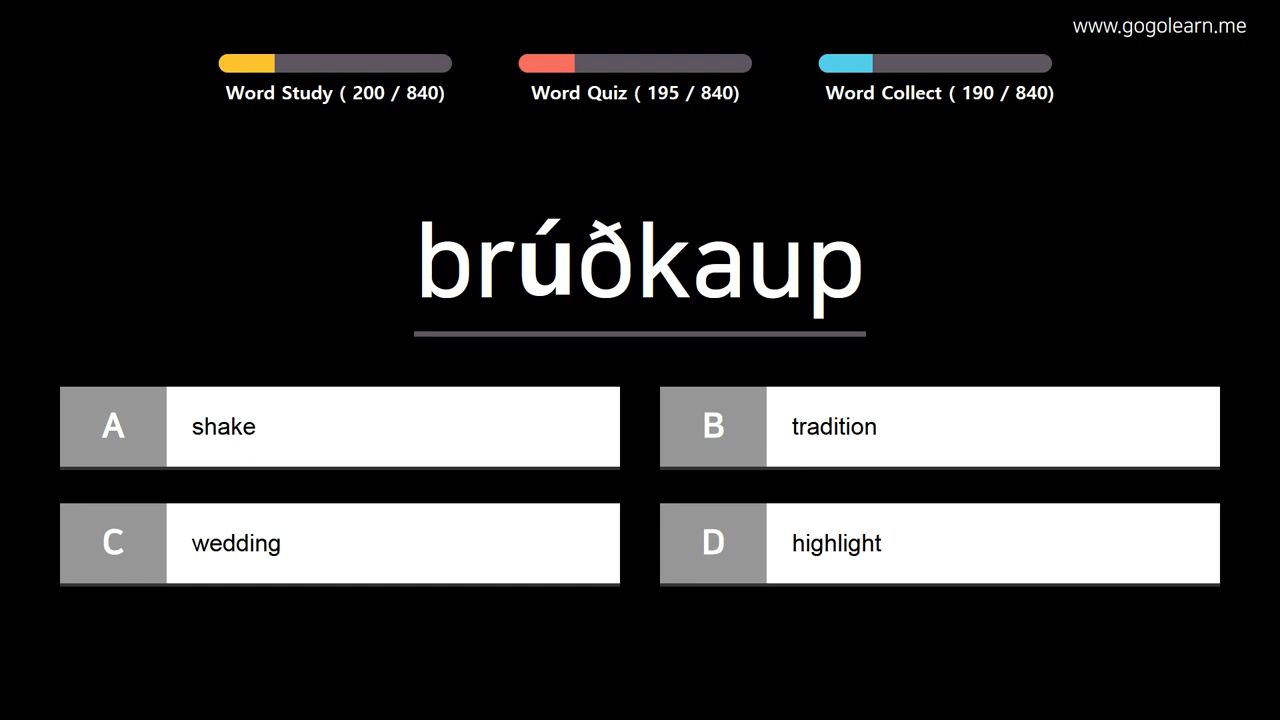 www.gogolearn.me
Word Study ( 200 / 840)
Word Quiz ( 195 / 840)
Word Collect ( 190 / 840)
brúðkaup
A shake
B tradition
C wedding
D highlight